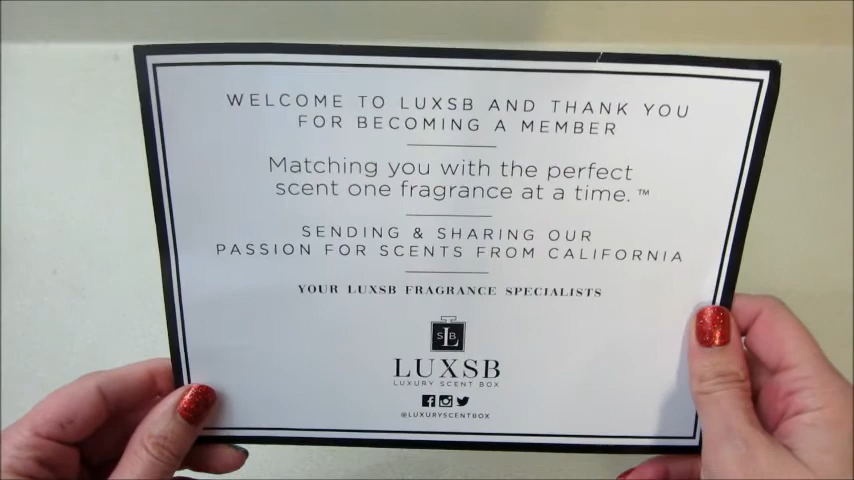 WELCOME TO LUXSB AND THANK YOU
FOR BECOMING A MEMBER
Matching you with the perfect
scent one fragrance at a time.™
SENDING & SHARING OUR
PASSION FOR SCENTS FROM CALIFORNIA
YOUR LUXSB FRAGRANCE SPECIALISTS
SLB
LUXSB
LUXURY SCENT BOX
@LUXURYSCENTBOX